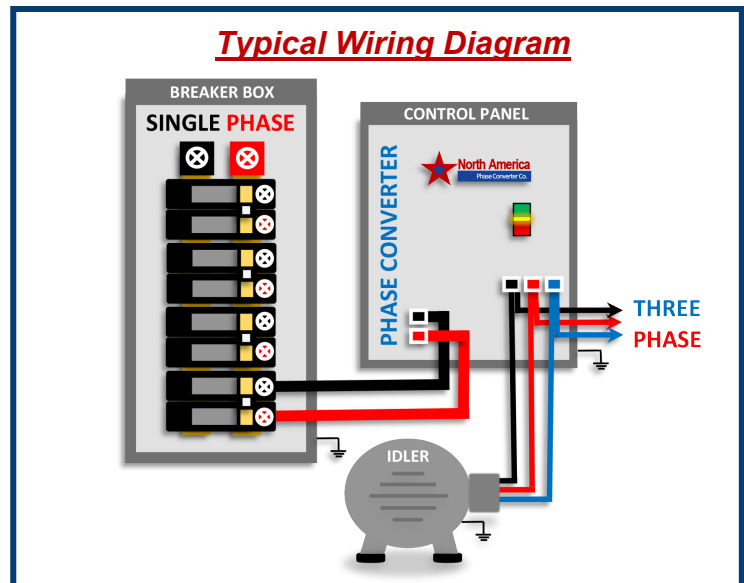 Typical Wiring Diagram
BREAKER BOX
SINGLE PHASE
CONTROL PANEL
PHASE CONVERTER
North America
Phase Converter Co.
THREE
PHASE
IDLER